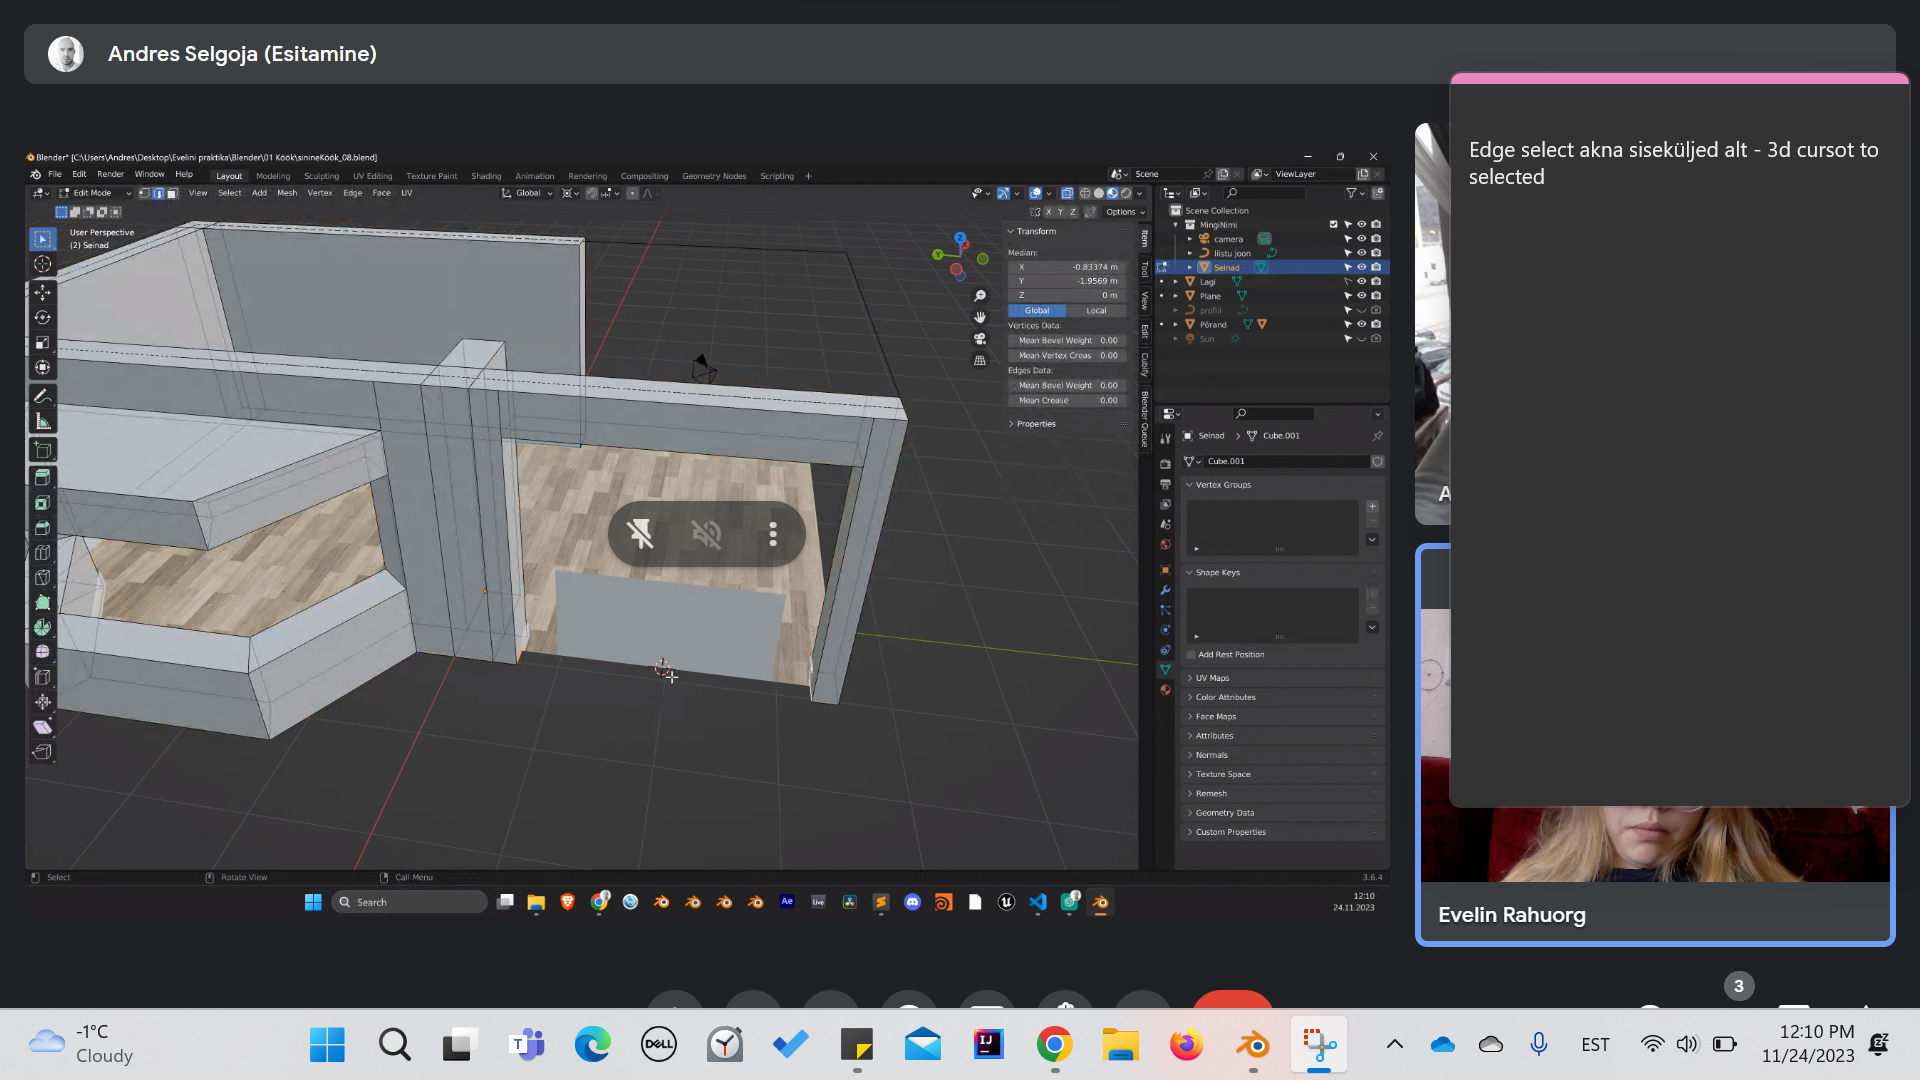 Andres Selgoja (Esitamine)
Edge select akna siseküljed alt - 3d cursot to
selected
Blender* [C:\Users\Andres\Desktop\Evelini praktika\Blender\01 Köök\sinineKöök_08.blend]
File Edit Render Window Help Layout Modeling Sculpting UV Editing Texture Paint Shading Animation Rendering Compositing Geometry Nodes Scripting + Scene ViewLayer
Edit Mode View Select Add Mesh Vertex Edge Face UV Global
X Y Z Options
User Perspective
(2) Seinad
Transform
Median:
X -0.83374 m
Y -1.9569 m
Z 0 m
Global Local
Vertices Data:
Mean Bevel Weight 0.00
Mean Vertex Creas 0.00
Edges Data:
Mean Bevel Weight 0.00
Mean Crease 0.00
Properties
Item
Tool
View
Edit
Cubify
Blender Queue
Scene Collection
MingiNimi
camera
liistu joon
Seinad
Lagi
Plane
profiil
Põrand
Sun
Seinad > Cube.001
Cube.001
Vertex Groups
Shape Keys
Add Rest Position
UV Maps
Color Attributes
Face Maps
Attributes
Normals
Texture Space
Remesh
Geometry Data
Custom Properties
Select Rotate View Call Menu 3.6.4
Search
Ae
Live
12:10
24.11.2023
A
Evelin Rahuorg
3
-1°C
Cloudy
DELL
IJ
EST
12:10 PM
11/24/2023